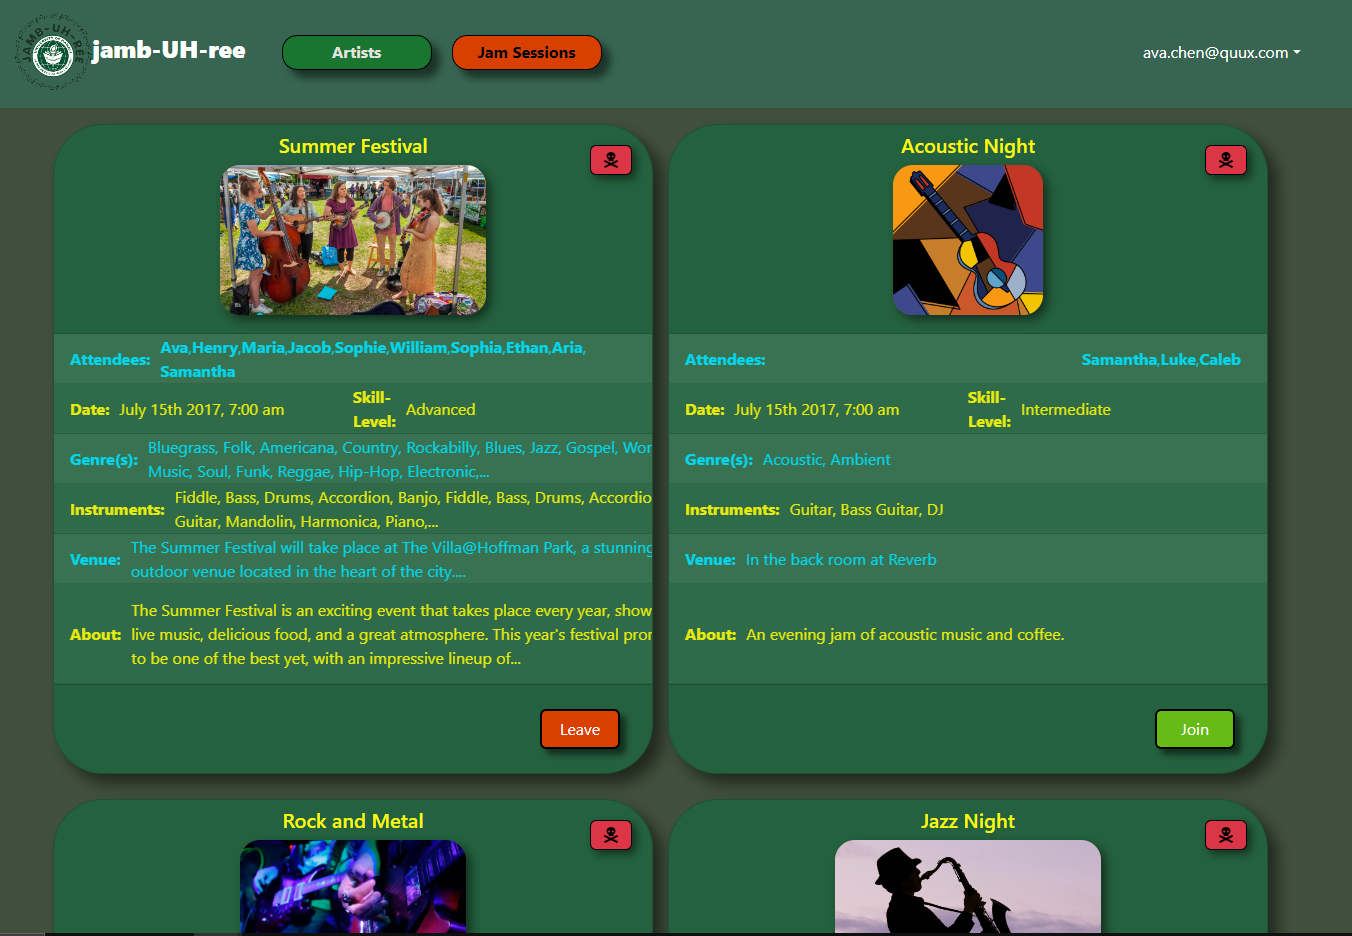 JAMB-UH-REE
jamb-UH-ree
Artists
Jam Sessions
ava.chen@quux.com
Summer Festival
Attendees: Ava,Henry,Maria,Jacob,Sophie,William,Sophia,Ethan,Aria,
Samantha
Date: July 15th 2017, 7:00 am
Skill-
Level: Advanced
Genre(s): Bluegrass, Folk, Americana, Country, Rockabilly, Blues, Jazz, Gospel, Wor
Music, Soul, Funk, Reggae, Hip-Hop, Electronic,...
Instruments: Fiddle, Bass, Drums, Accordion, Banjo, Fiddle, Bass, Drums, Accordio
Guitar, Mandolin, Harmonica, Piano,...
Venue: The Summer Festival will take place at The Villa@Hoffman Park, a stunning
outdoor venue located in the heart of the city....
About: The Summer Festival is an exciting event that takes place every year, show
live music, delicious food, and a great atmosphere. This year's festival pror
to be one of the best yet, with an impressive lineup of...
Leave
Acoustic Night
Attendees: Samantha,Luke,Caleb
Date: July 15th 2017, 7:00 am
Skill-
Level: Intermediate
Genre(s): Acoustic, Ambient
Instruments: Guitar, Bass Guitar, DJ
Venue: In the back room at Reverb
About: An evening jam of acoustic music and coffee.
Join
Rock and Metal
Jazz Night